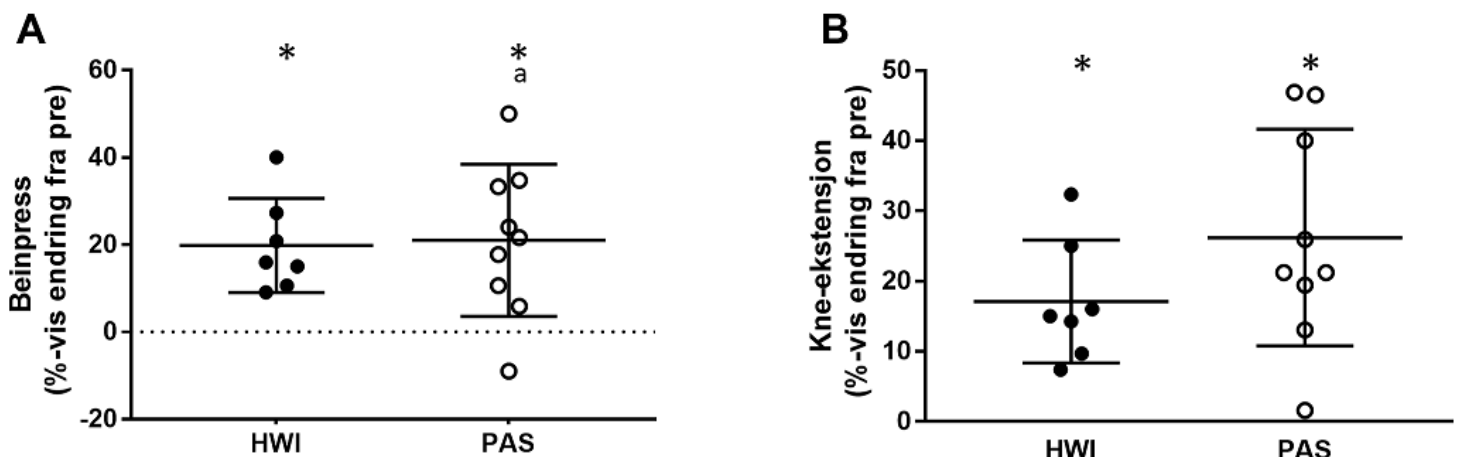 A
*
*
a
Beinpress
(%-vis endring fra pre)
60
40
20
0
-20
HWI
PAS
B
*
*
Kne-ekstensjon
(%-vis endring fra pre)
50
40
30
20
10
0
HWI
PAS